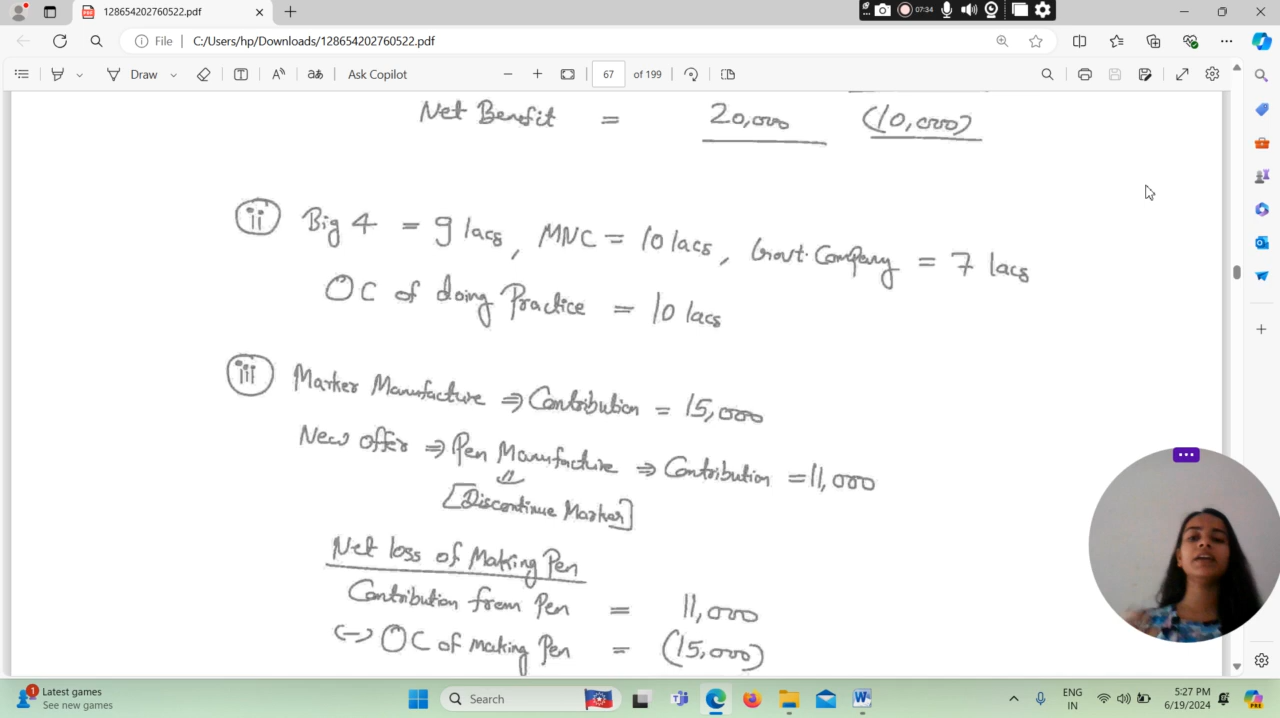 128654202760522.pdf
07:34
File C:/Users/hp/Downloads/128654202760522.pdf
Draw aあ Ask Copilot 67 of 199
Net Benefit = 20,000 (10,000)
ii Big 4 = 9 lacs, MNC = 10 lacs, Govt. Company = 7 lacs
OC of doing Practice = 10 lacs
iii Marker Manufacture ⇒ Contribution = 15,000
New offer ⇒ Pen Manufacture ⇒ Contribution = 11,000
[Discontinue Marker]
Net loss of Making Pen
Contribution from Pen = 11,000
(-) OC of making Pen = (15,000)
1 Latest games
See new games
Search
ENG
IN
5:27 PM
6/19/2024